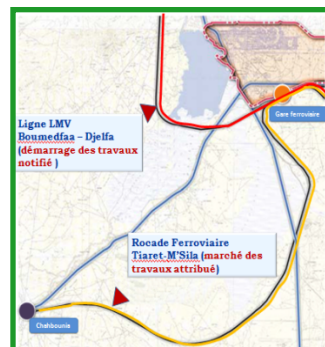 Ligne LMV
Boumedfaa – Djelfa
(démarrage des travaux
notifié )
Gare ferroviaire
Rocade Ferroviaire
Tiaret-M'Sila (marché des
travaux attribué)
Chahbounia